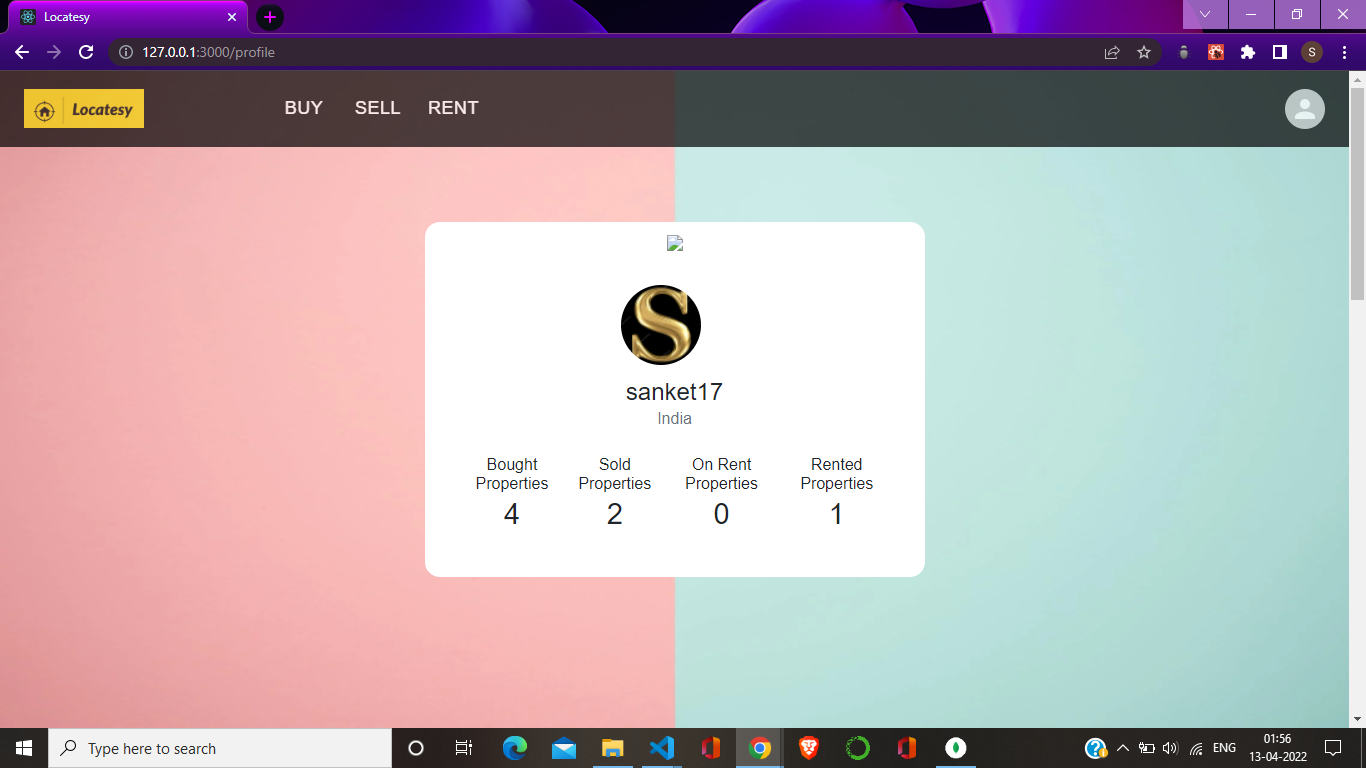 Locatesy
127.0.0.1:3000/profile
S
Locatesy
BUY SELL RENT
S
sanket17
India
Bought Properties
4
Sold Properties
2
On Rent Properties
0
Rented Properties
1
Type here to search
ENG
01:56
13-04-2022